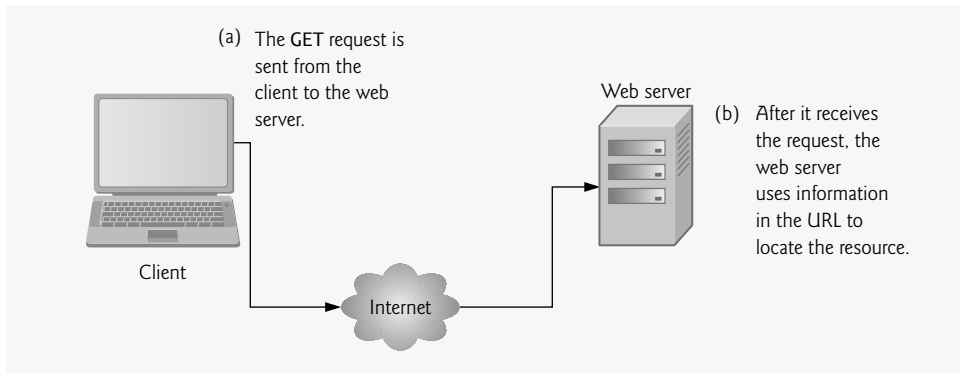 (a) The GET request is
sent from the
client to the web
server.
Web server
(b) After it receives
the request, the
web server
uses information
in the URL to
locate the resource.
Client
Internet